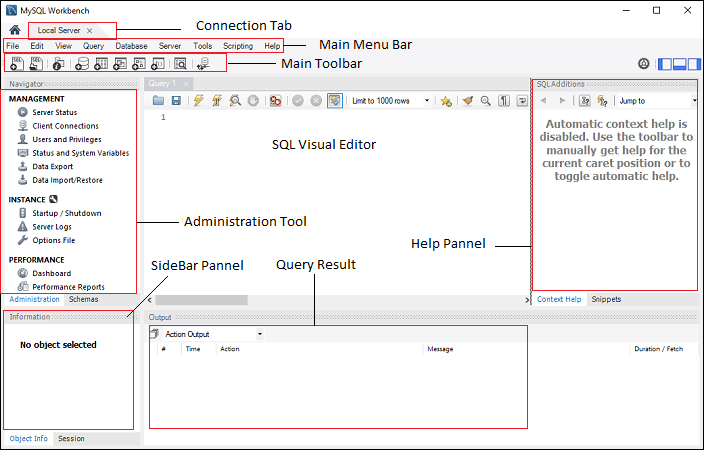 MySQL Workbench
Connection Tab
Local Server
File Edit View Query Database Server Tools Scripting Help
Main Menu Bar
Main Toolbar
Navigator
Query 1
SQLAdditions
MANAGEMENT
Server Status
Client Connections
Users and Privileges
Status and System Variables
Data Export
Data Import/Restore
INSTANCE
Startup / Shutdown
Server Logs
Options File
PERFORMANCE
Dashboard
Performance Reports
Administration Schemas
Limit to 1000 rows
1
SQL Visual Editor
Administration Tool
SideBar Pannel
Query Result
Help Pannel
Jump to
Automatic context help is
disabled. Use the toolbar to
manually get help for the
current caret position or to
toggle automatic help.
Context Help Snippets
Information
No object selected
Object Info Session
Output
Action Output
# Time Action Message Duration / Fetch